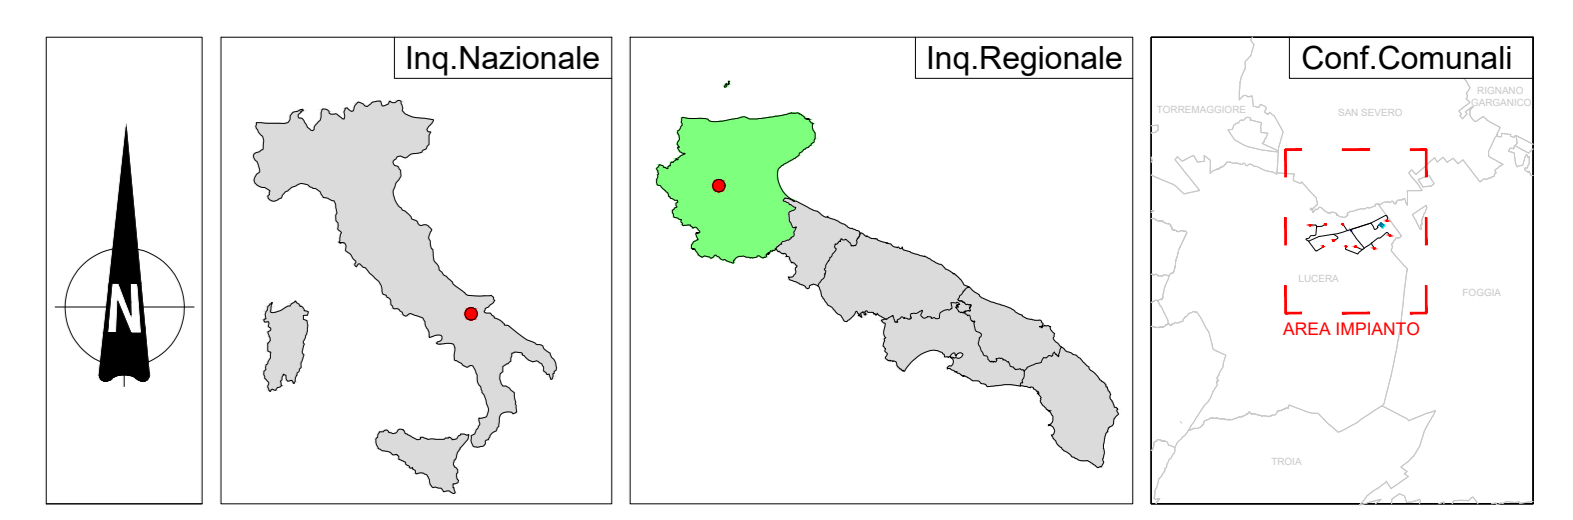 N
Inq.Nazionale
Inq.Regionale
Conf.Comunali
RIGNANO
GARGANICO
TORREMAGGIORE
SAN SEVERO
LUCERA
FOGGIA
AREA IMPIANTO
TROIA